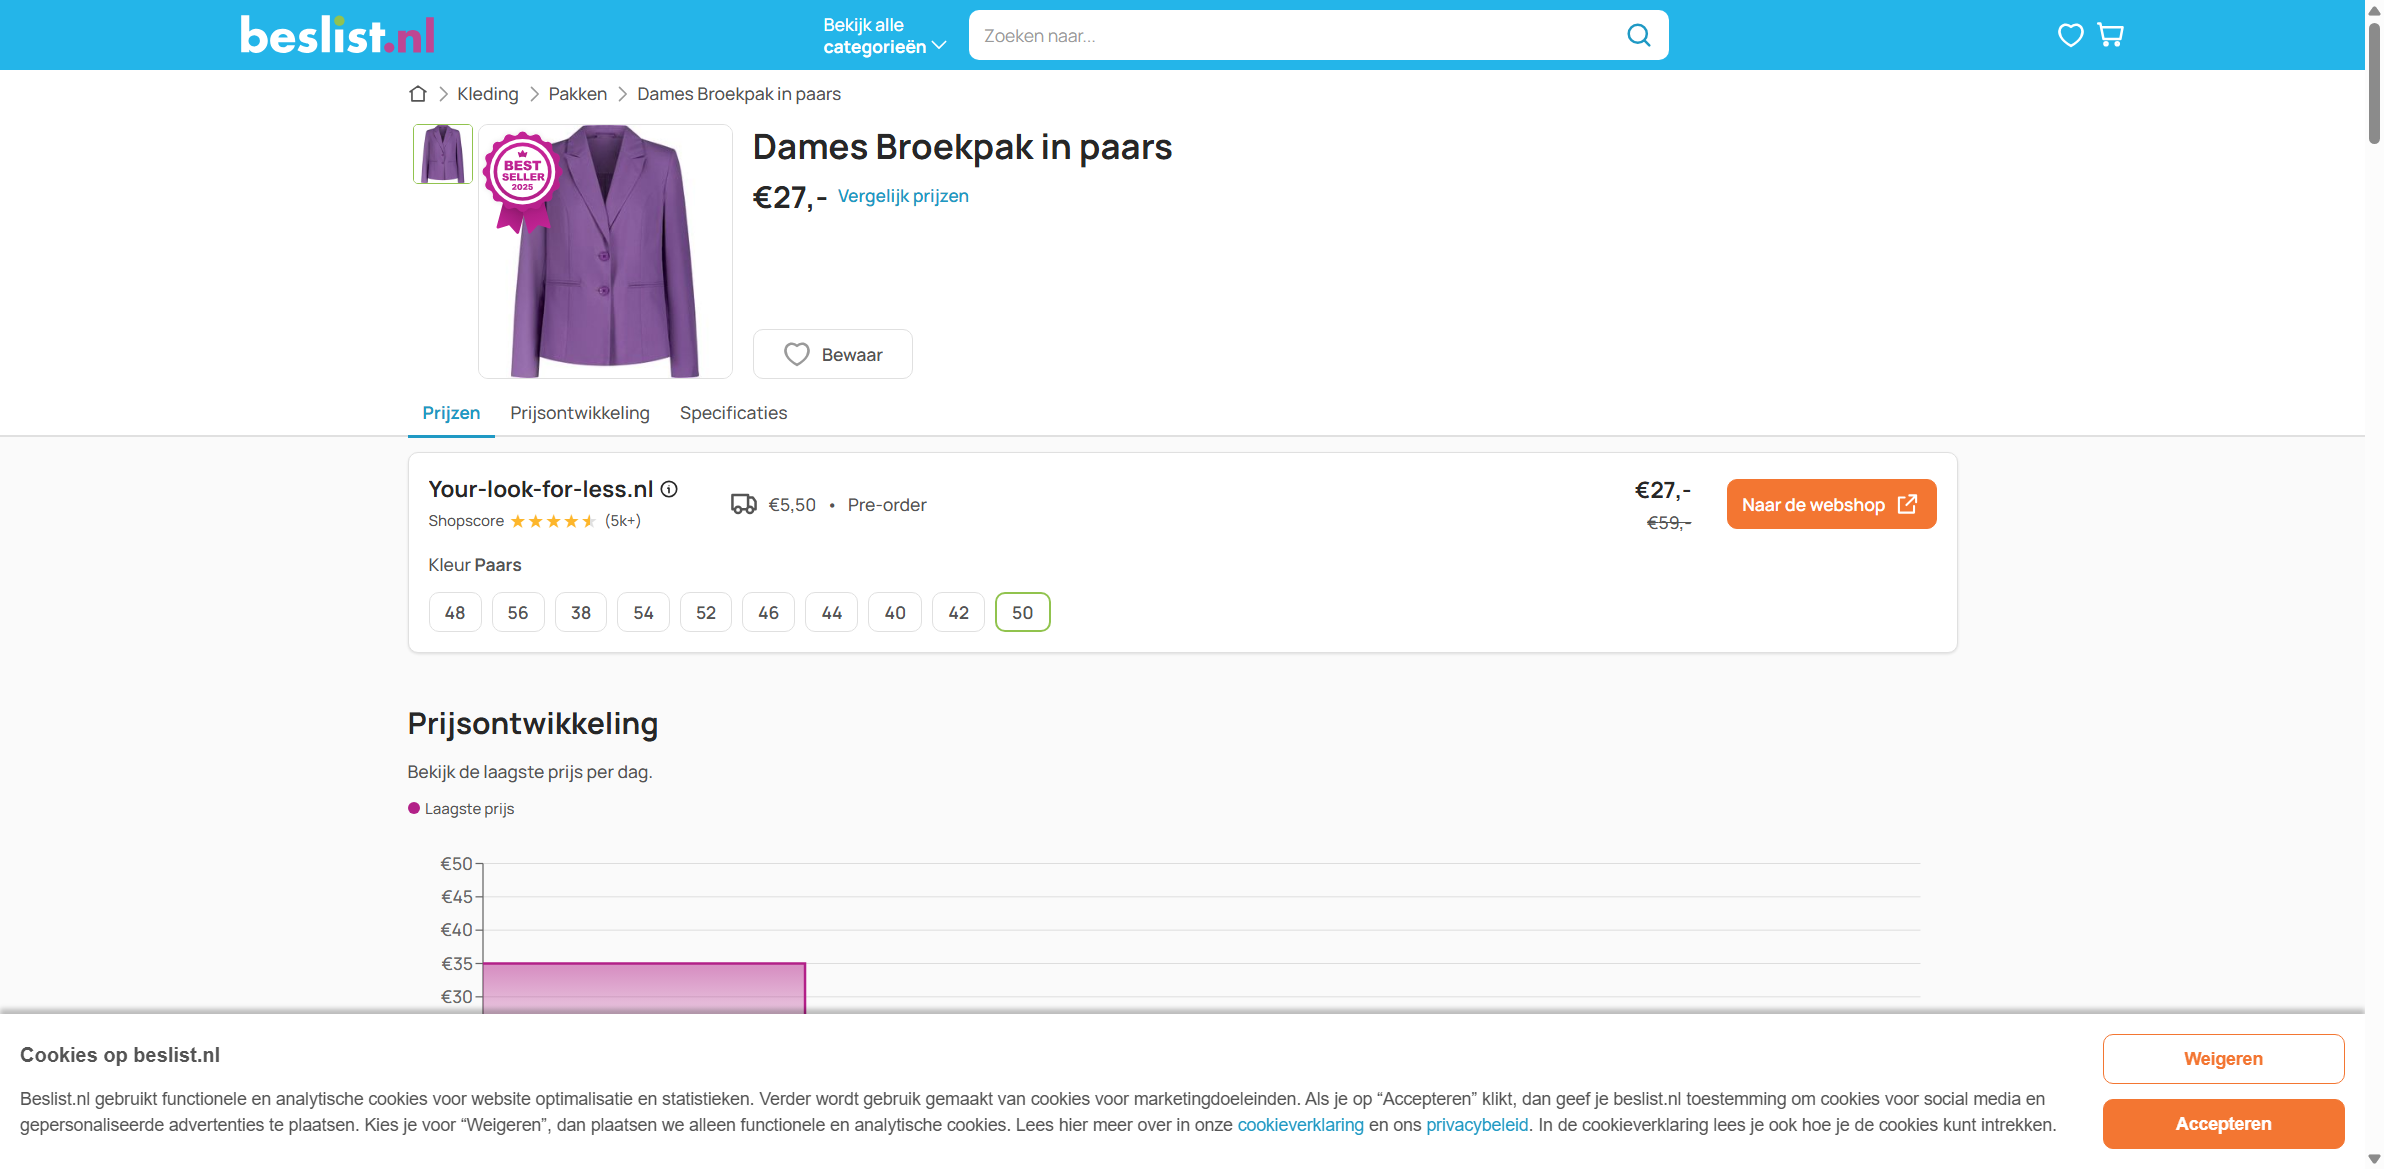 beslist.nl
Bekijk alle
categorieën
Zoeken naar...
Kleding
Pakken
Dames Broekpak in paars
BEST
SELLER
2025
Dames Broekpak in paars
€27,- Vergelijk prijzen
Bewaar
Prijzen
Prijsontwikkeling
Specificaties
Your-look-for-less.nl
Shopscore (5k+)
€5,50 • Pre-order
€27,-
€59,-
Naar de webshop
Kleur Paars
48 56 38 54 52 46 44 40 42 50
Prijsontwikkeling
Bekijk de laagste prijs per dag.
Laagste prijs
€50
€45
€40
€35
€30
Cookies op beslist.nl
Beslist.nl gebruikt functionele en analytische cookies voor website optimalisatie en statistieken. Verder wordt gebruik gemaakt van cookies voor marketingdoeleinden. Als je op “Accepteren” klikt, dan geef je beslist.nl toestemming om cookies voor social media en
gepersonaliseerde advertenties te plaatsen. Kies je voor “Weigeren”, dan plaatsen we alleen functionele en analytische cookies. Lees hier meer over in onze cookieverklaring en ons privacybeleid. In de cookieverklaring lees je ook hoe je de cookies kunt intrekken.
Weigeren
Accepteren